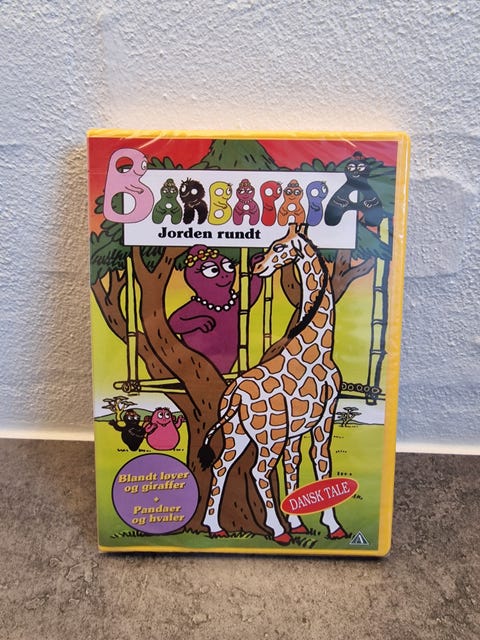 BARBAPAPA
Jorden rundt
Blandt løver
og giraffer
+
Pandaer
og hvaler
DANSK TALE
A